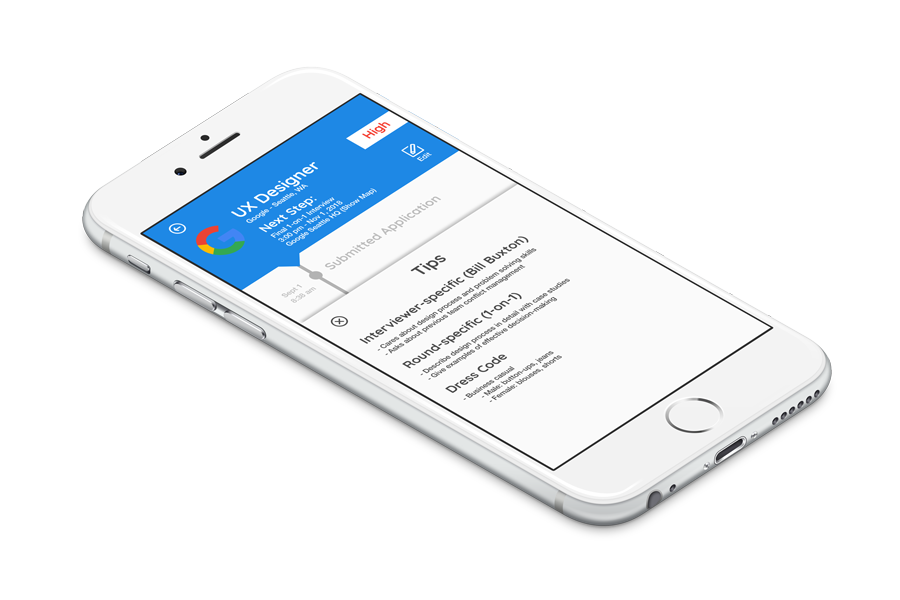 High
Edit
UX Designer
Google - Seattle, WA
Next Step:
Final 1-on-1 Interview
3:00 pm - Nov 1, 2018
Google Seattle HQ (Show Map)
Submitted Application
Sept 1
6:38 am
Tips
Interviewer-specific (Bill Buxton)
- Cares about design process and problem solving skills
- Asks about previous team conflict management
Round-specific (1-on-1)
- Describe design process in detail with case studies
- Give examples of effective decision-making
Dress Code
- Business casual
- Male: button-ups, jeans
- Female: blouses, shorts